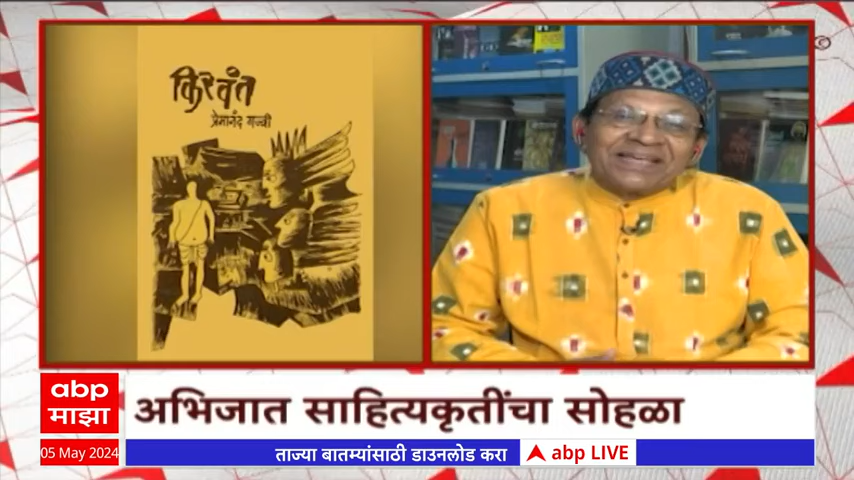 किरवंत
प्रेमानंद गज्वी
abp
माझा
अभिजात साहित्यकृतींचा सोहळा
05 May 2024
ताज्या बातम्यांसाठी डाउनलोड करा
abp LIVE